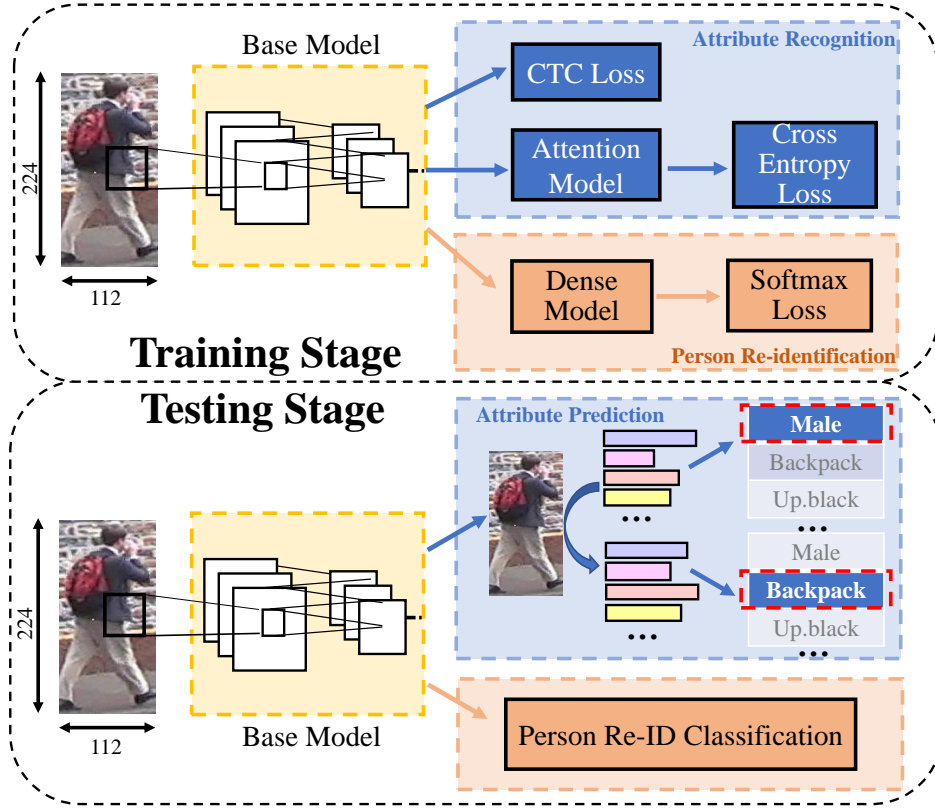 Base Model
224
112
Attribute Recognition
CTC Loss
Attention
Model
Cross
Entropy
Loss
Dense
Model
Softmax
Loss
Person Re-identification
Training Stage
Testing Stage
224
112
Base Model
Attribute Prediction
Male
Backpack
Up.black
...
Male
Backpack
Up.black
...
...
...
Person Re-ID Classification